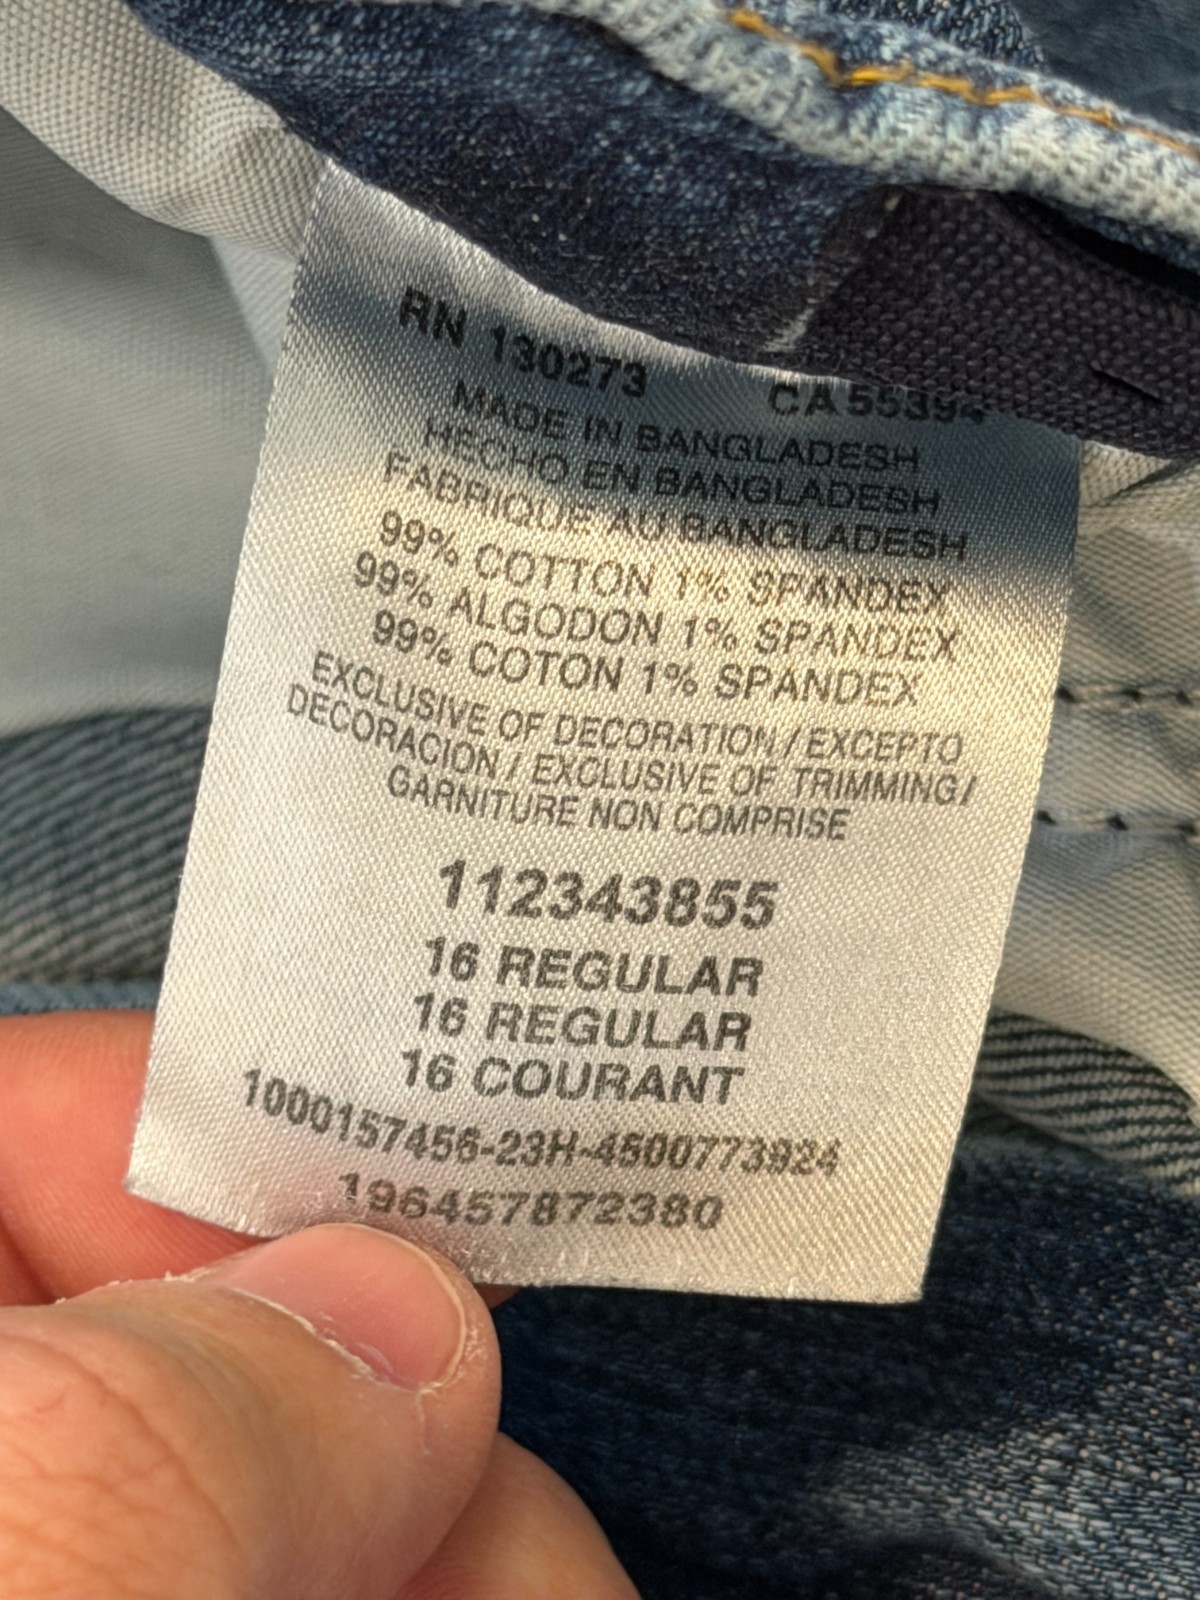 RN 130273 CA 55394
MADE IN BANGLADESH
HECHO EN BANGLADESH
FABRIQUE AU BANGLADESH
99% COTTON 1% SPANDEX
99% ALGODON 1% SPANDEX
99% COTON 1% SPANDEX
EXCLUSIVE OF DECORATION / EXCEPTO
DECORACION / EXCLUSIVE OF TRIMMING/
GARNITURE NON COMPRISE
112343855
16 REGULAR
16 REGULAR
16 COURANT
1000157456-23H-4500773924
196457872380